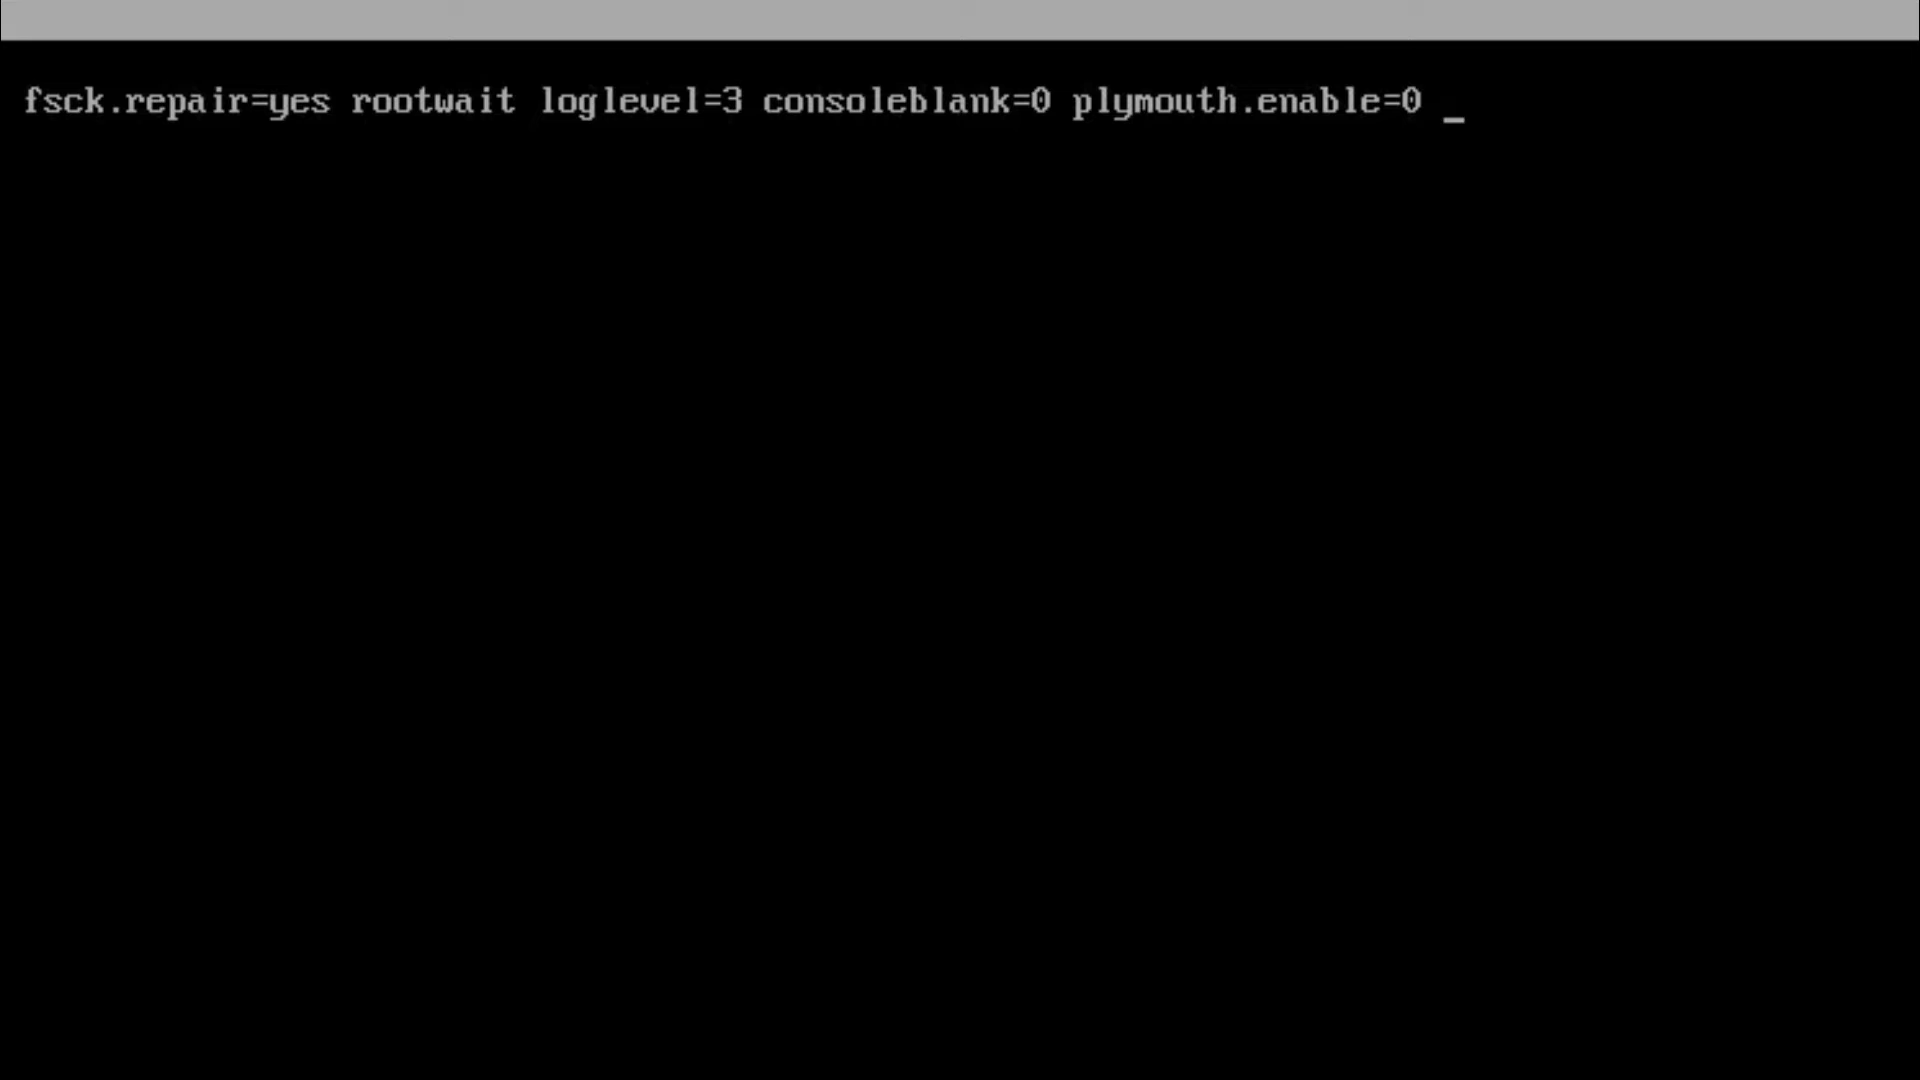 fsck.repair=yes rootwait loglevel=3 consoleblank=0 plymouth.enable=0 _